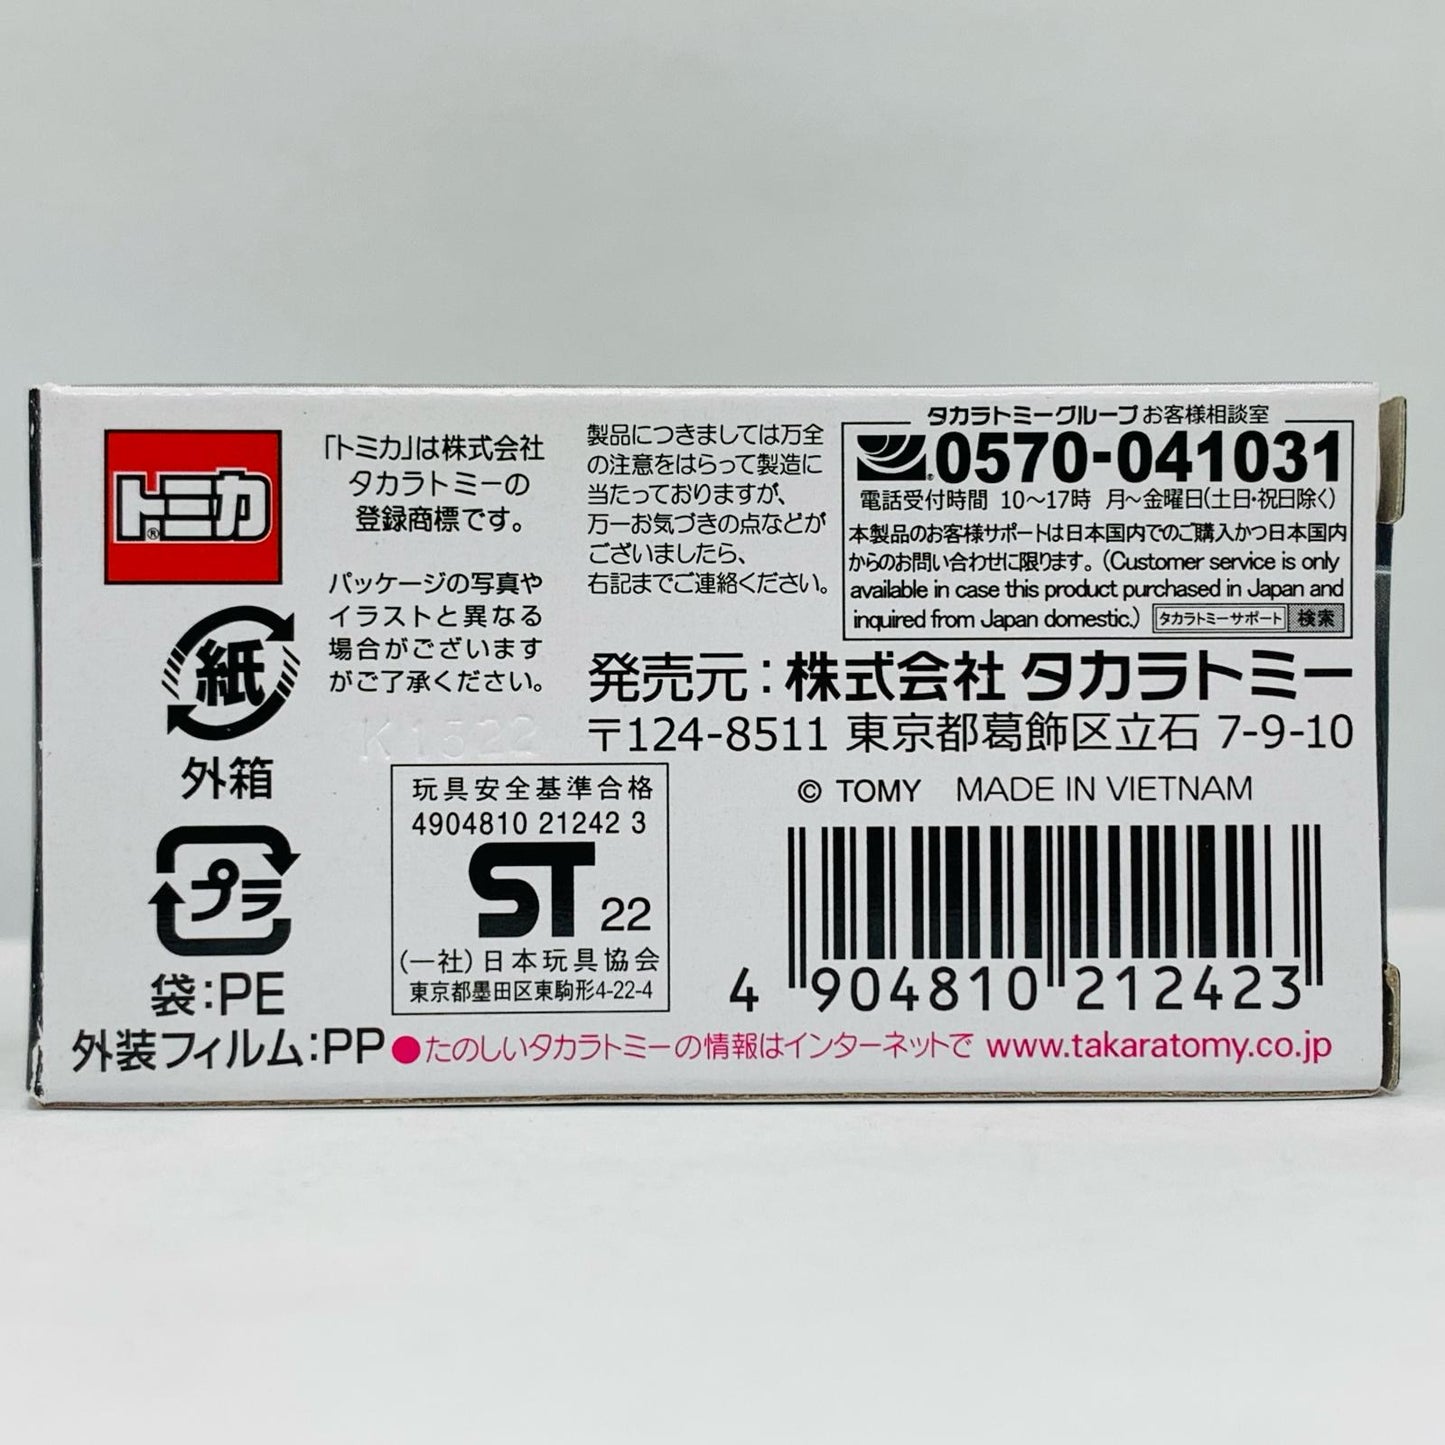 トミカ®
「トミカ」は株式会社
タカラトミーの
登録商標です。
パッケージの写真や
イラストと異なる
場合がございます
がご了承ください。
K1522
紙
外箱
プラ
袋:PE
外装フィルム:PP
製品につきましては万全
の注意をはらって製造に
当たっておりますが、
万一お気づきの点などが
ございましたら、
右記までご連絡ください。
タカラトミーグループ お客様相談室
0570-041031
電話受付時間 10〜17時 月〜金曜日(土日・祝日除く)
本製品のお客様サポートは日本国内でのご購入かつ日本国内
からのお問い合わせに限ります。(Customer service is only
available in case this product purchased in Japan and
inquired from Japan domestic.) タカラトミーサポート 検索
発売元:株式会社 タカラトミー
〒124-8511 東京都葛飾区立石 7-9-10
© TOMY MADE IN VIETNAM
玩具安全基準合格
4904810 21242 3
ST 22
(一社)日本玩具協会
東京都墨田区東駒形4-22-4
4 904810 212423
●たのしいタカラトミーの情報はインターネットで www.takaratomy.co.jp